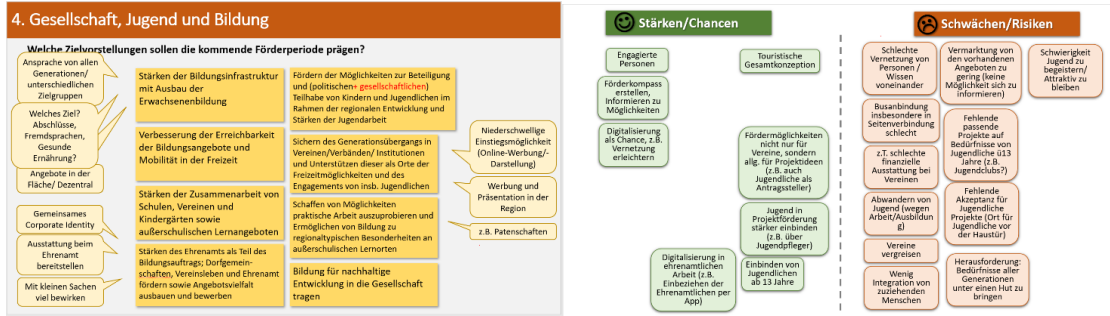 4. Gesellschaft, Jugend und Bildung
Welche Zielvorstellungen sollen die kommende Förderperiode prägen?
Ansprache von allen
Generationen/
unterschiedlichen
Zielgruppen
Welches Ziel?
Abschlüsse,
Fremdsprachen,
Gesunde
Ernährung?
Angebote in der
Fläche/ Dezentral
Gemeinsames
Corporate Identity
Ausstattung beim
Ehrenamt
bereitstellen
Mit kleinen Sachen
viel bewirken
Stärken der Bildungsinfrastruktur
mit Ausbau der
Erwachsenenbildung
Verbesserung der Erreichbarkeit
der Bildungsangebote und
Mobilität in der Freizeit
Stärken der Zusammenarbeit von
Schulen, Vereinen und
Kindergärten sowie
außerschulischen Lernangeboten
Stärken des Ehrenamts als Teil des
Bildungsauftrags; Dorfgemein-
schaften, Vereinsleben und Ehrenamt
fördern sowie Angebotsvielfalt
ausbauen und bewerben
Fördern der Möglichkeiten zur Beteiligung
und (politischen+ gesellschaftlichen)
Teilhabe von Kindern und Jugendlichen im
Rahmen der regionalen Entwicklung und
Stärken der Jugendarbeit
Sichern des Generationsübergangs in
Vereinen/Verbänden/ Institutionen
und Unterstützen dieser als Orte der
Freizeitmöglichkeiten und des
Engagements von insb. Jugendlichen
Schaffen von Möglichkeiten
praktische Arbeit auszuprobieren und
Ermöglichen von Bildung zu
regionaltypischen Besonderheiten an
außerschulischen Lernorten
Bildung für nachhaltige
Entwicklung in die Gesellschaft
tragen
Niederschwellige
Einstiegsmöglichkeit
(Online-Werbung/-
Darstellung)
Werbung und
Präsentation in der
Region
z.B. Patenschaften
Stärken/Chancen
Engagierte
Personen
Förderkompass
erstellen,
Informieren zu
Möglichkeiten
Digitalisierung
als Chance, z.B.
Vernetzung
erleichtern
Touristische
Gesamtkonzeption
Fördermöglichkeiten
nicht nur für
Vereine, sondern
allg. für Projektideen
(z.B. auch
Jugendliche als
Antragssteller)
Jugend in
Projektförderung
stärker einbinden
(z.B. über
Jugendpfleger)
Digitalisierung in
ehrenamtlichen
Arbeit (z.B.
Einbeziehen der
Ehrenamtlichen per
App)
Einbinden von
Jugendlichen
ab 13 Jahre
Schwächen/Risiken
Schlechte
Vernetzung von
Personen /
Wissen
voneinander
Busanbindung
insbesondere in
Seitenverbindung
schlecht
z.T. schlechte
finanzielle
Ausstattung bei
Vereinen
Abwandern von
Jugend (wegen
Arbeit/Ausbildun
g)
Vereine
vergreisen
Wenig
Integration von
zuziehenden
Menschen
Vermarktung von
den vorhandenen
Angeboten zu
gering (keine
Möglichkeit sich zu
informieren)
Fehlende
passende
Projekte auf
Bedürfnisse von
Jugendliche ü13
Jahre (z.B.
Jugendclubs?)
Fehlende
Akzeptanz für
Jugendliche
Projekte (Ort für
Jugendliche vor
der Haustür)
Herausforderung:
Bedürfnisse aller
Generationen
unter einen Hut zu
bringen
Schwierigkeit
Jugend zu
begeistern/
Attraktiv zu
bleiben